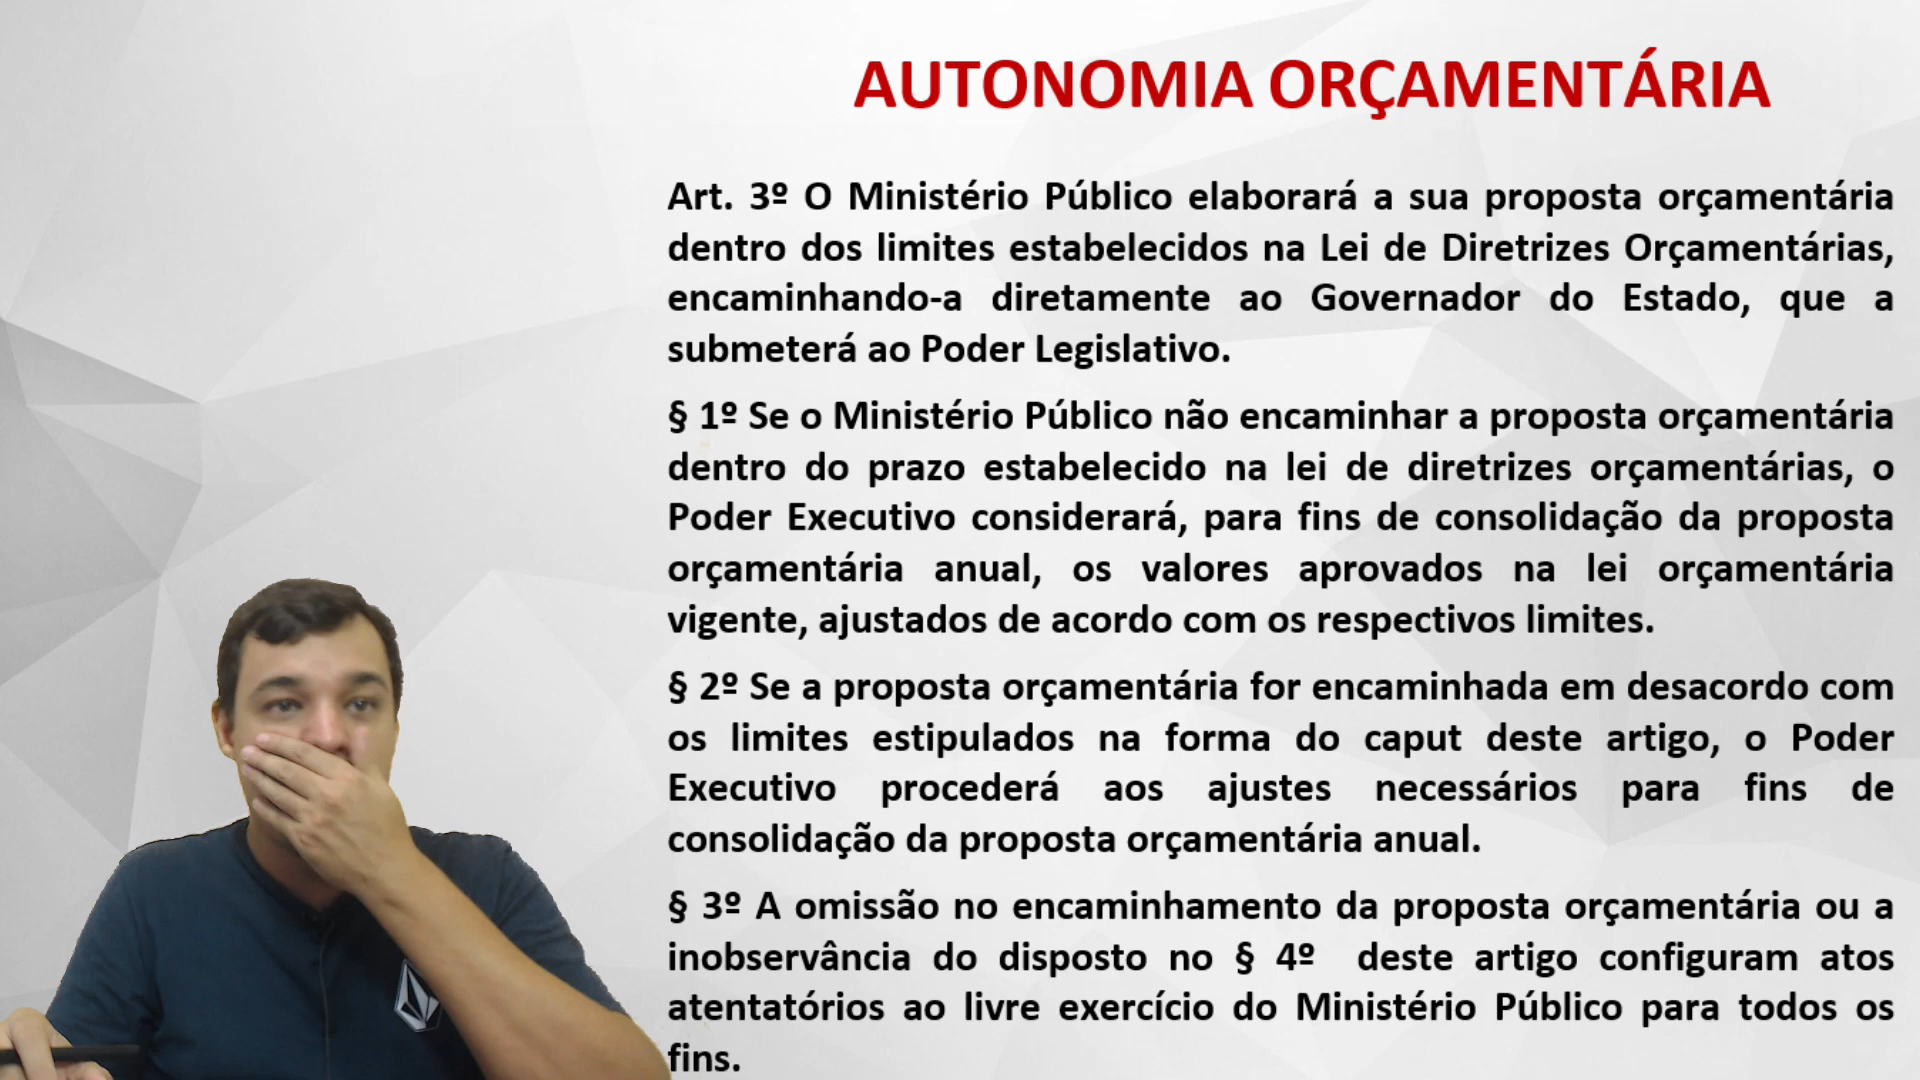 AUTONOMIA ORÇAMENTÁRIA
Art. 3º O Ministério Público elaborará a sua proposta orçamentária
dentro dos limites estabelecidos na Lei de Diretrizes Orçamentárias,
encaminhando-a diretamente ao Governador do Estado, que a
submeterá ao Poder Legislativo.
§ 1º Se o Ministério Público não encaminhar a proposta orçamentária
dentro do prazo estabelecido na lei de diretrizes orçamentárias, o
Poder Executivo considerará, para fins de consolidação da proposta
orçamentária anual, os valores aprovados na lei orçamentária
vigente, ajustados de acordo com os respectivos limites.
§ 2º Se a proposta orçamentária for encaminhada em desacordo com
os limites estipulados na forma do caput deste artigo, o Poder
Executivo procederá aos ajustes necessários para fins de
consolidação da proposta orçamentária anual.
§ 3º A omissão no encaminhamento da proposta orçamentária ou a
inobservância do disposto no § 4º deste artigo configuram atos
atentatórios ao livre exercício do Ministério Público para todos os
fins.